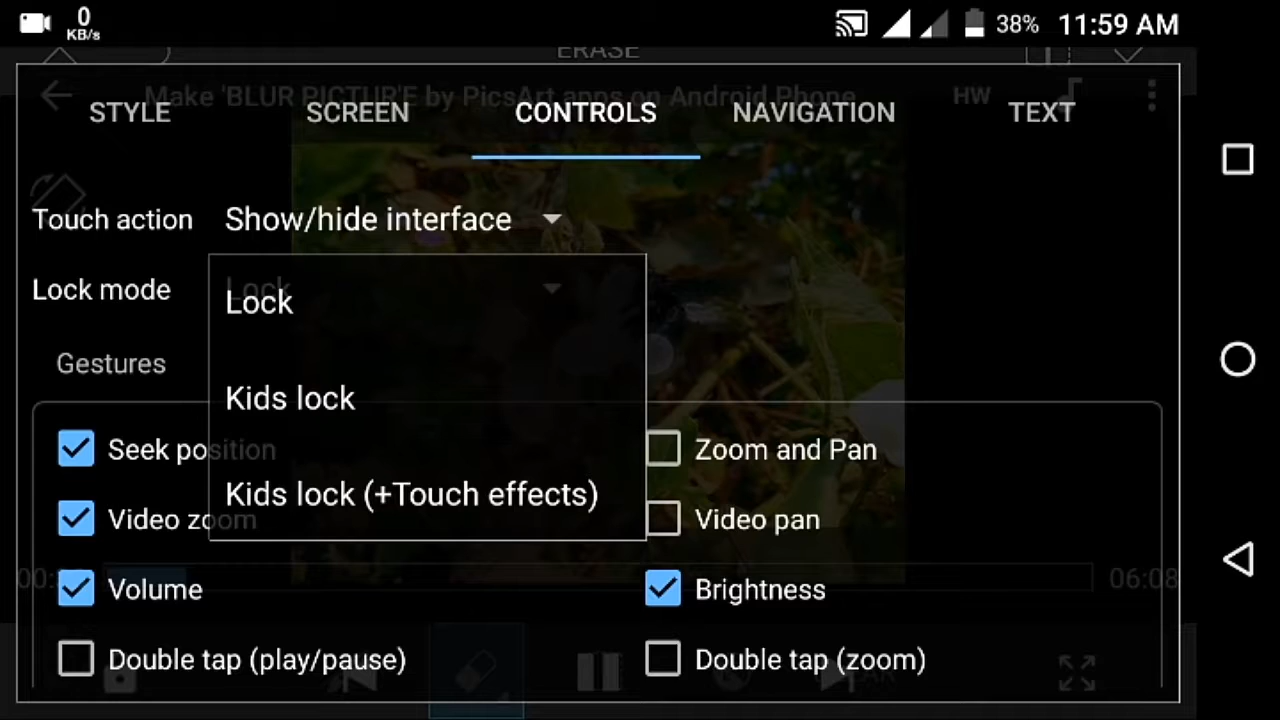 0
KB/s
38% 11:59 AM
ERASE
Make 'BLUR PICTUR'E by PicsArt apps on Android Phone HW
STYLE SCREEN CONTROLS NAVIGATION TEXT
Touch action Show/hide interface
Lock mode Lock
Lock
Gestures
Kids lock
Seek position Zoom and Pan
Kids lock (+Touch effects)
Video zoom Video pan
00: 06:08
Volume Brightness
Double tap (play/pause) Double tap (zoom)